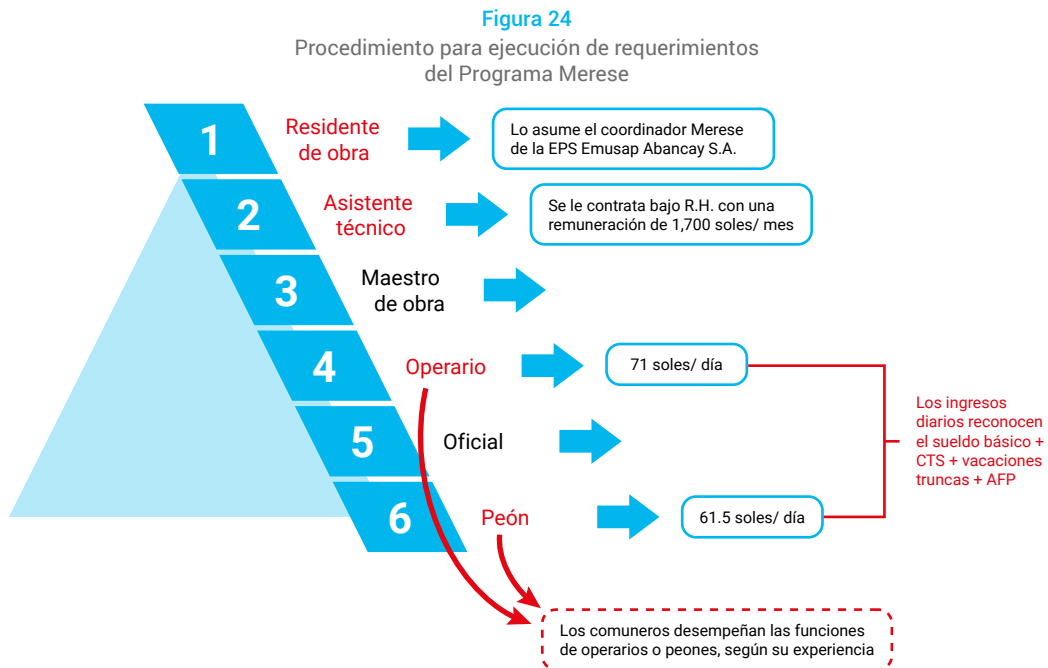 Figura 24
Procedimiento para ejecución de requerimientos
del Programa Merese
1
Residente
de obra
Lo asume el coordinador Merese
de la EPS Emusap Abancay S.A.
2
Asistente
técnico
Se le contrata bajo R.H. con una
remuneración de 1,700 soles/ mes
3
Maestro
de obra
4
Operario
71 soles/ día
5
Oficial
Los ingresos
diarios reconocen
el sueldo básico +
CTS + vacaciones
truncas + AFP
6
Peón
61.5 soles/ día
Los comuneros desempeñan las funciones
de operarios o peones, según su experiencia